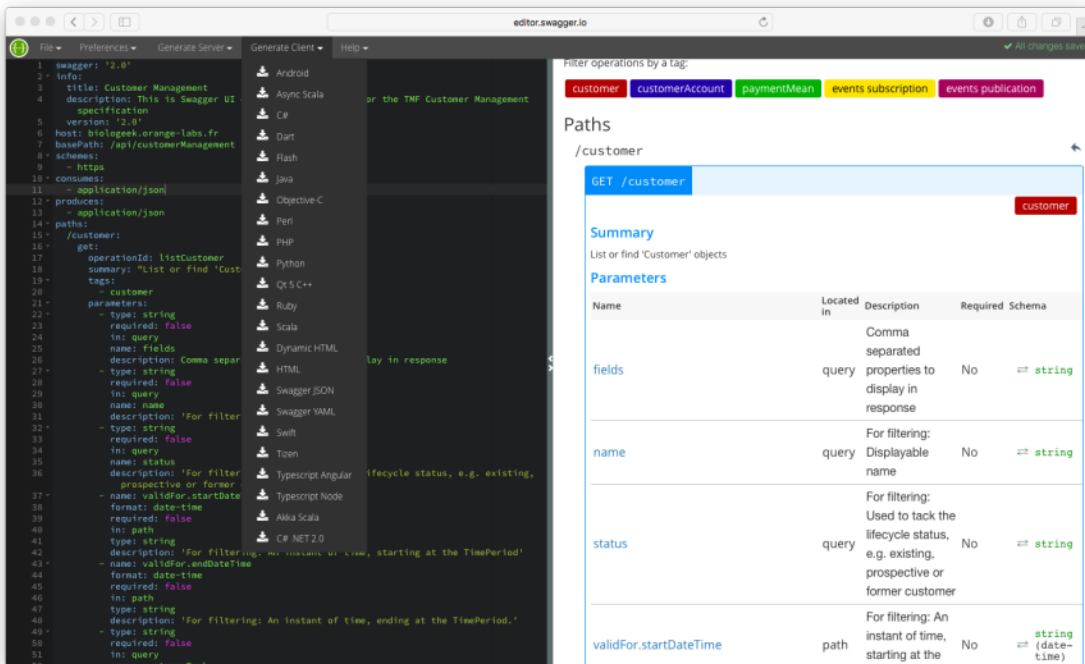 editor.swagger.io
File Preferences Generate Server Generate Client Help All changes save
Android
Async Scala
C#
Dart
Flash
Java
Objective-C
Perl
PHP
Python
Qt 5 C++
Ruby
Scala
Dynamic HTML
HTML
Swagger JSON
Swagger YAML
Swift
Tizen
Typescript Angular
Typescript Node
Akka Scala
C# .NET 2.0
1 swagger: '2.0'
2 info:
3 title: Customer Management
4 description: This is Swagger UI or the TMF Customer Management
specification
5 version: '2.0'
6 host: biologeek.orange-labs.fr
7 basePath: /api/customerManagement
8 schemes:
9 - https
10 consumes:
11 - application/json
12 produces:
13 - application/json
14 paths:
15 /customer:
16 get:
17 operationId: listCustomer
18 summary: "List or find 'Cust
19 tags:
20 - customer
21 parameters:
22 - type: string
23 required: false
24 in: query
25 name: fields
26 description: Comma separ lay in response
27 - type: string
28 required: false
29 in: query
30 name: name
31 description: 'For filter
32 - type: string
33 required: false
34 in: query
35 name: status
36 description: 'For filter ifecycle status, e.g. existing,
prospective or former
37 - name: validFor.startDate
38 format: date-time
39 required: false
40 in: path
41 type: string
42 description: 'For filtering: An instant of time, starting at the TimePeriod'
43 - name: validFor.endDateTime
44 format: date-time
45 required: false
46 in: path
47 type: string
48 description: 'For filtering: An instant of time, ending at the TimePeriod.'
49 - type: string
50 required: false
51 in: query
Filter operations by a tag:
customer customerAccount paymentMean events subscription events publication
Paths
/customer
GET /customer
customer
Summary
List or find 'Customer' objects
Parameters
Name Located in Description Required Schema
fields query Comma separated properties to display in response No string
name query For filtering: Displayable name No string
status query For filtering: Used to tack the lifecycle status, e.g. existing, prospective or former customer No string
validFor.startDateTime path For filtering: An instant of time, starting at the No string (date-time)